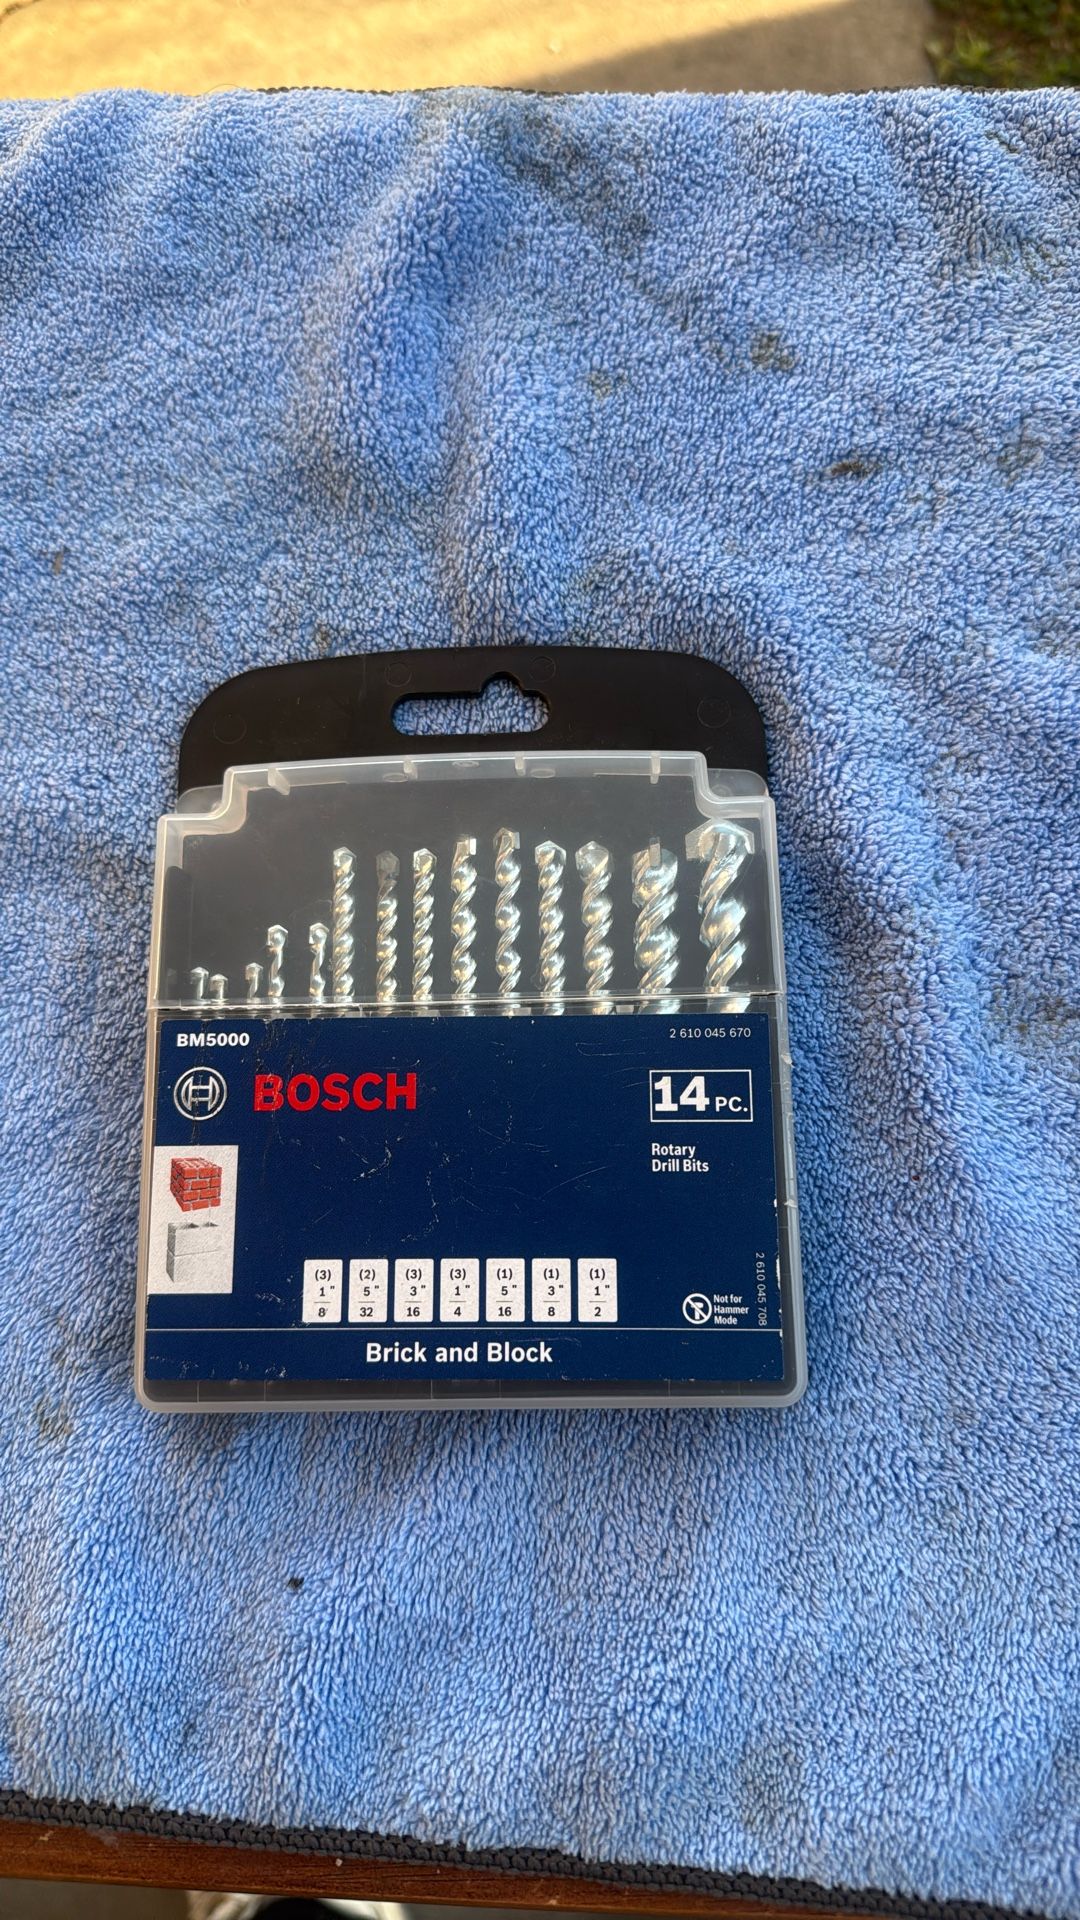 BM5000
2 610 045 670
BOSCH
14 PC.
Rotary
Drill Bits
(3) 1/8"
(2) 5/32"
(3) 3/16"
(3) 1/4"
(1) 5/16"
(1) 3/8"
(1) 1/2"
Not for
Hammer
Mode
2 610 045 708
Brick and Block